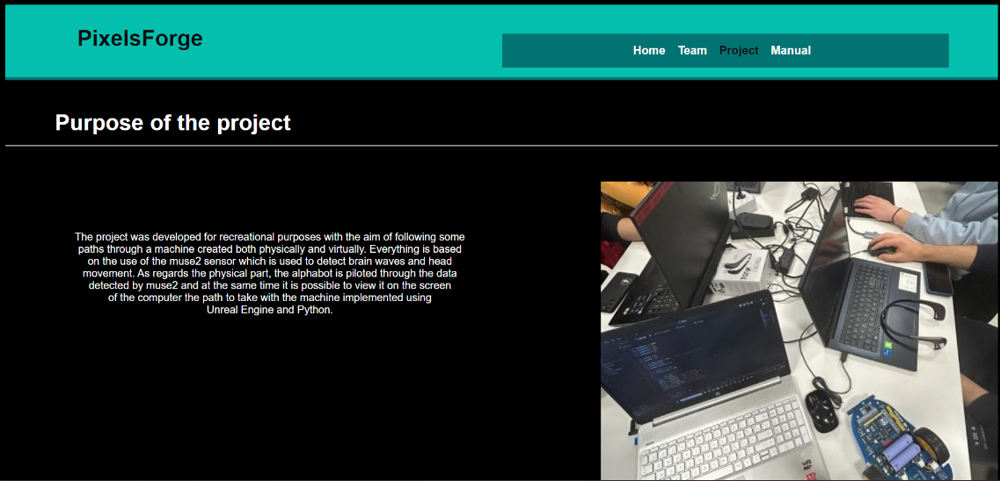 PixelsForge
Home Team Project Manual
Purpose of the project
The project was developed for recreational purposes with the aim of following some
paths through a machine created both physically and virtually. Everything is based
on the use of the muse2 sensor which is used to detect brain waves and head
movement. As regards the physical part, the alphabot is piloted through the data
detected by muse2 and at the same time it is possible to view it on the screen
of the computer the path to take with the machine implemented using
Unreal Engine and Python.